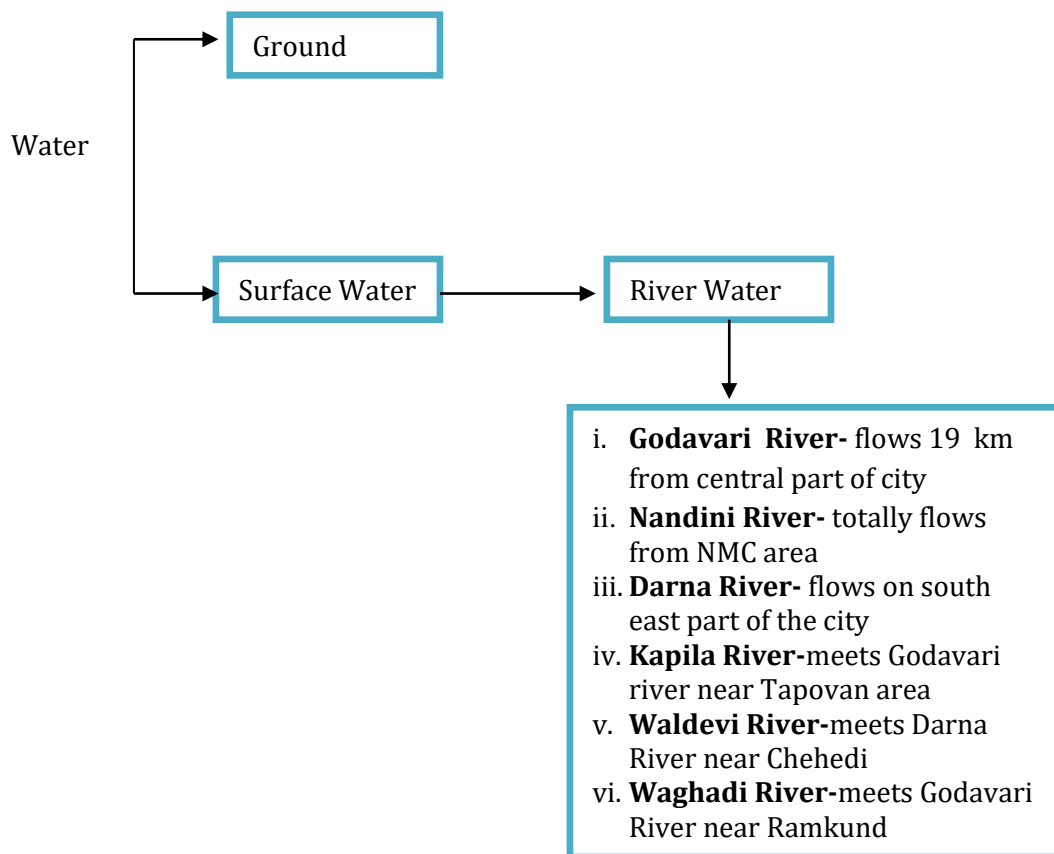 Ground
Water
Surface Water
River Water
i. Godavari River- flows 19 km
from central part of city
ii. Nandini River- totally flows
from NMC area
iii. Darna River- flows on south
east part of the city
iv. Kapila River-meets Godavari
river near Tapovan area
v. Waldevi River-meets Darna
River near Chehedi
vi. Waghadi River-meets Godavari
River near Ramkund